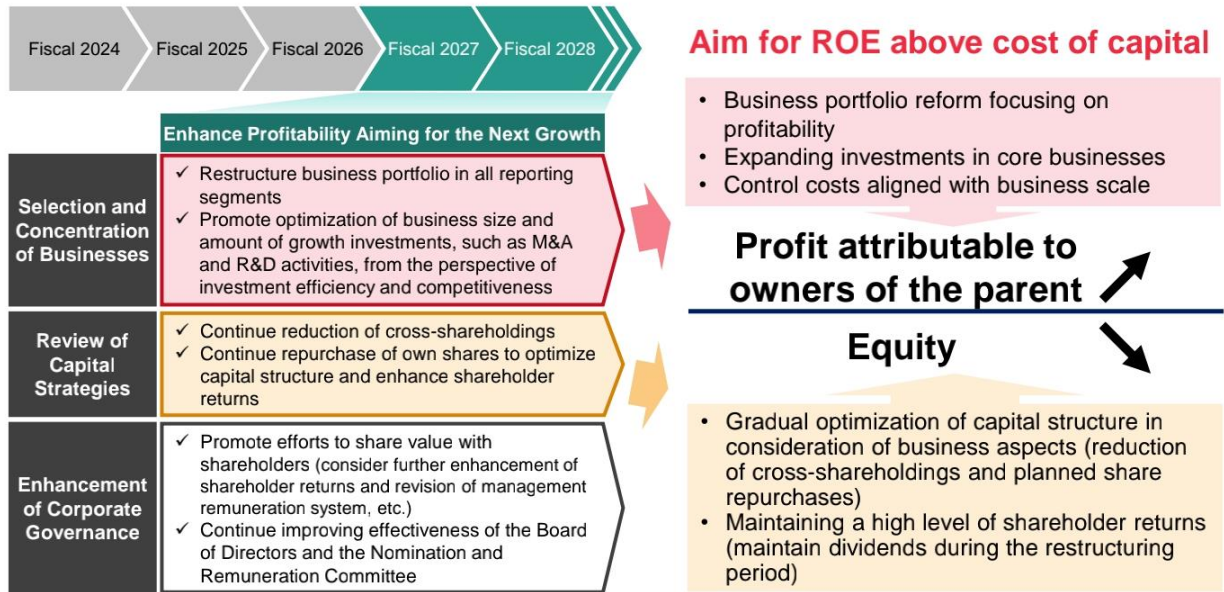 Fiscal 2024
Fiscal 2025
Fiscal 2026
Fiscal 2027
Fiscal 2028
Enhance Profitability Aiming for the Next Growth
Selection and
Concentration
of Businesses
✓ Restructure business portfolio in all reporting
segments
✓ Promote optimization of business size and
amount of growth investments, such as M&A
and R&D activities, from the perspective of
investment efficiency and competitiveness
Review of
Capital
Strategies
✓ Continue reduction of cross-shareholdings
✓ Continue repurchase of own shares to optimize
capital structure and enhance shareholder
returns
Enhancement
of Corporate
Governance
✓ Promote efforts to share value with
shareholders (consider further enhancement of
shareholder returns and revision of management
remuneration system, etc.)
✓ Continue improving effectiveness of the Board
of Directors and the Nomination and
Remuneration Committee
Aim for ROE above cost of capital
• Business portfolio reform focusing on
profitability
• Expanding investments in core businesses
• Control costs aligned with business scale
Profit attributable to
owners of the parent
Equity
• Gradual optimization of capital structure in
consideration of business aspects (reduction
of cross-shareholdings and planned share
repurchases)
• Maintaining a high level of shareholder returns
(maintain dividends during the restructuring
period)